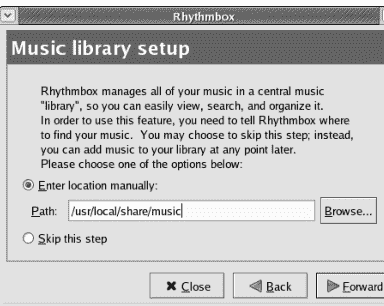 Rhythmbox
Music library setup
Rhythmbox manages all of your music in a central music
"library", so you can easily view, search, and organize it.
In order to use this feature, you need to tell Rhythmbox where
to find your music. You may choose to skip this step; instead,
you can add music to your library at any point later.
Please choose one of the options below:
Enter location manually:
Path: /usr/local/share/music Browse...
Skip this step
Close Back Forward